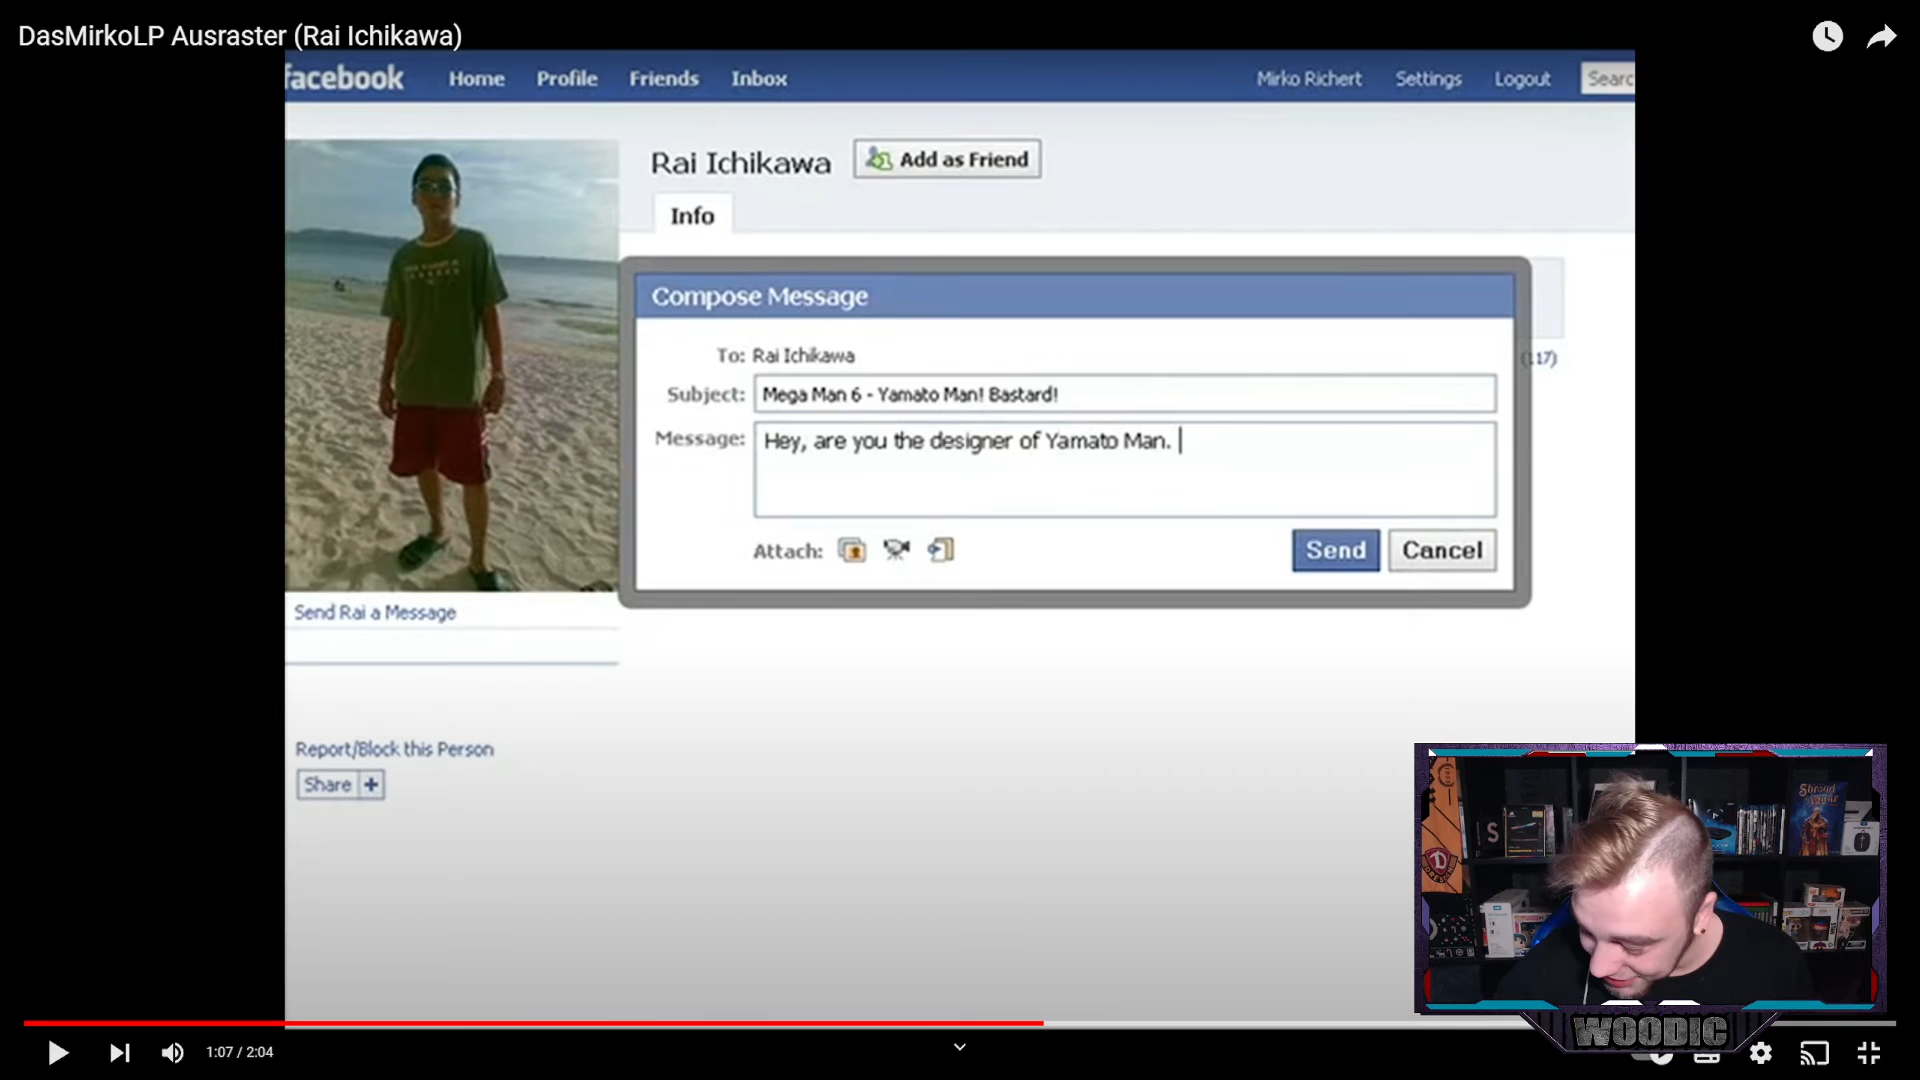 DasMirkoLP Ausraster (Rai Ichikawa)
facebook Home Profile Friends Inbox Mirko Richert Settings Logout Searc
Rai Ichikawa Add as Friend
Info
Compose Message
To: Rai Ichikawa
(117)
Subject: Mega Man 6 - Yamato Man! Bastard!
Message: Hey, are you the designer of Yamato Man.
Attach: Send Cancel
Send Rai a Message
Report/Block this Person
Share +
WOODIC
1:07 / 2:04